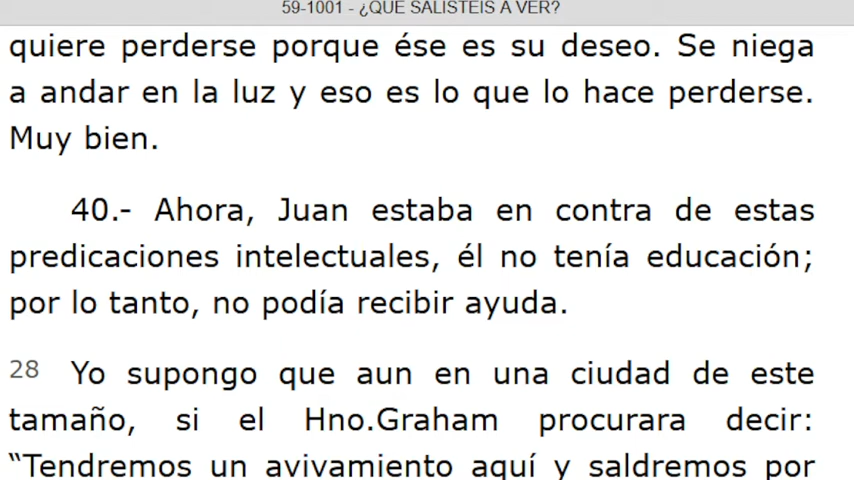 59-1001 - ¿QUE SALISTEIS A VER?
quiere perderse porque ése es su deseo. Se niega
a andar en la luz y eso es lo que lo hace perderse.
Muy bien.
40.- Ahora, Juan estaba en contra de estas
predicaciones intelectuales, él no tenía educación;
por lo tanto, no podía recibir ayuda.
28 Yo supongo que aun en una ciudad de este
tamaño, si el Hno.Graham procurara decir:
“Tendremos un avivamiento aquí y saldremos por